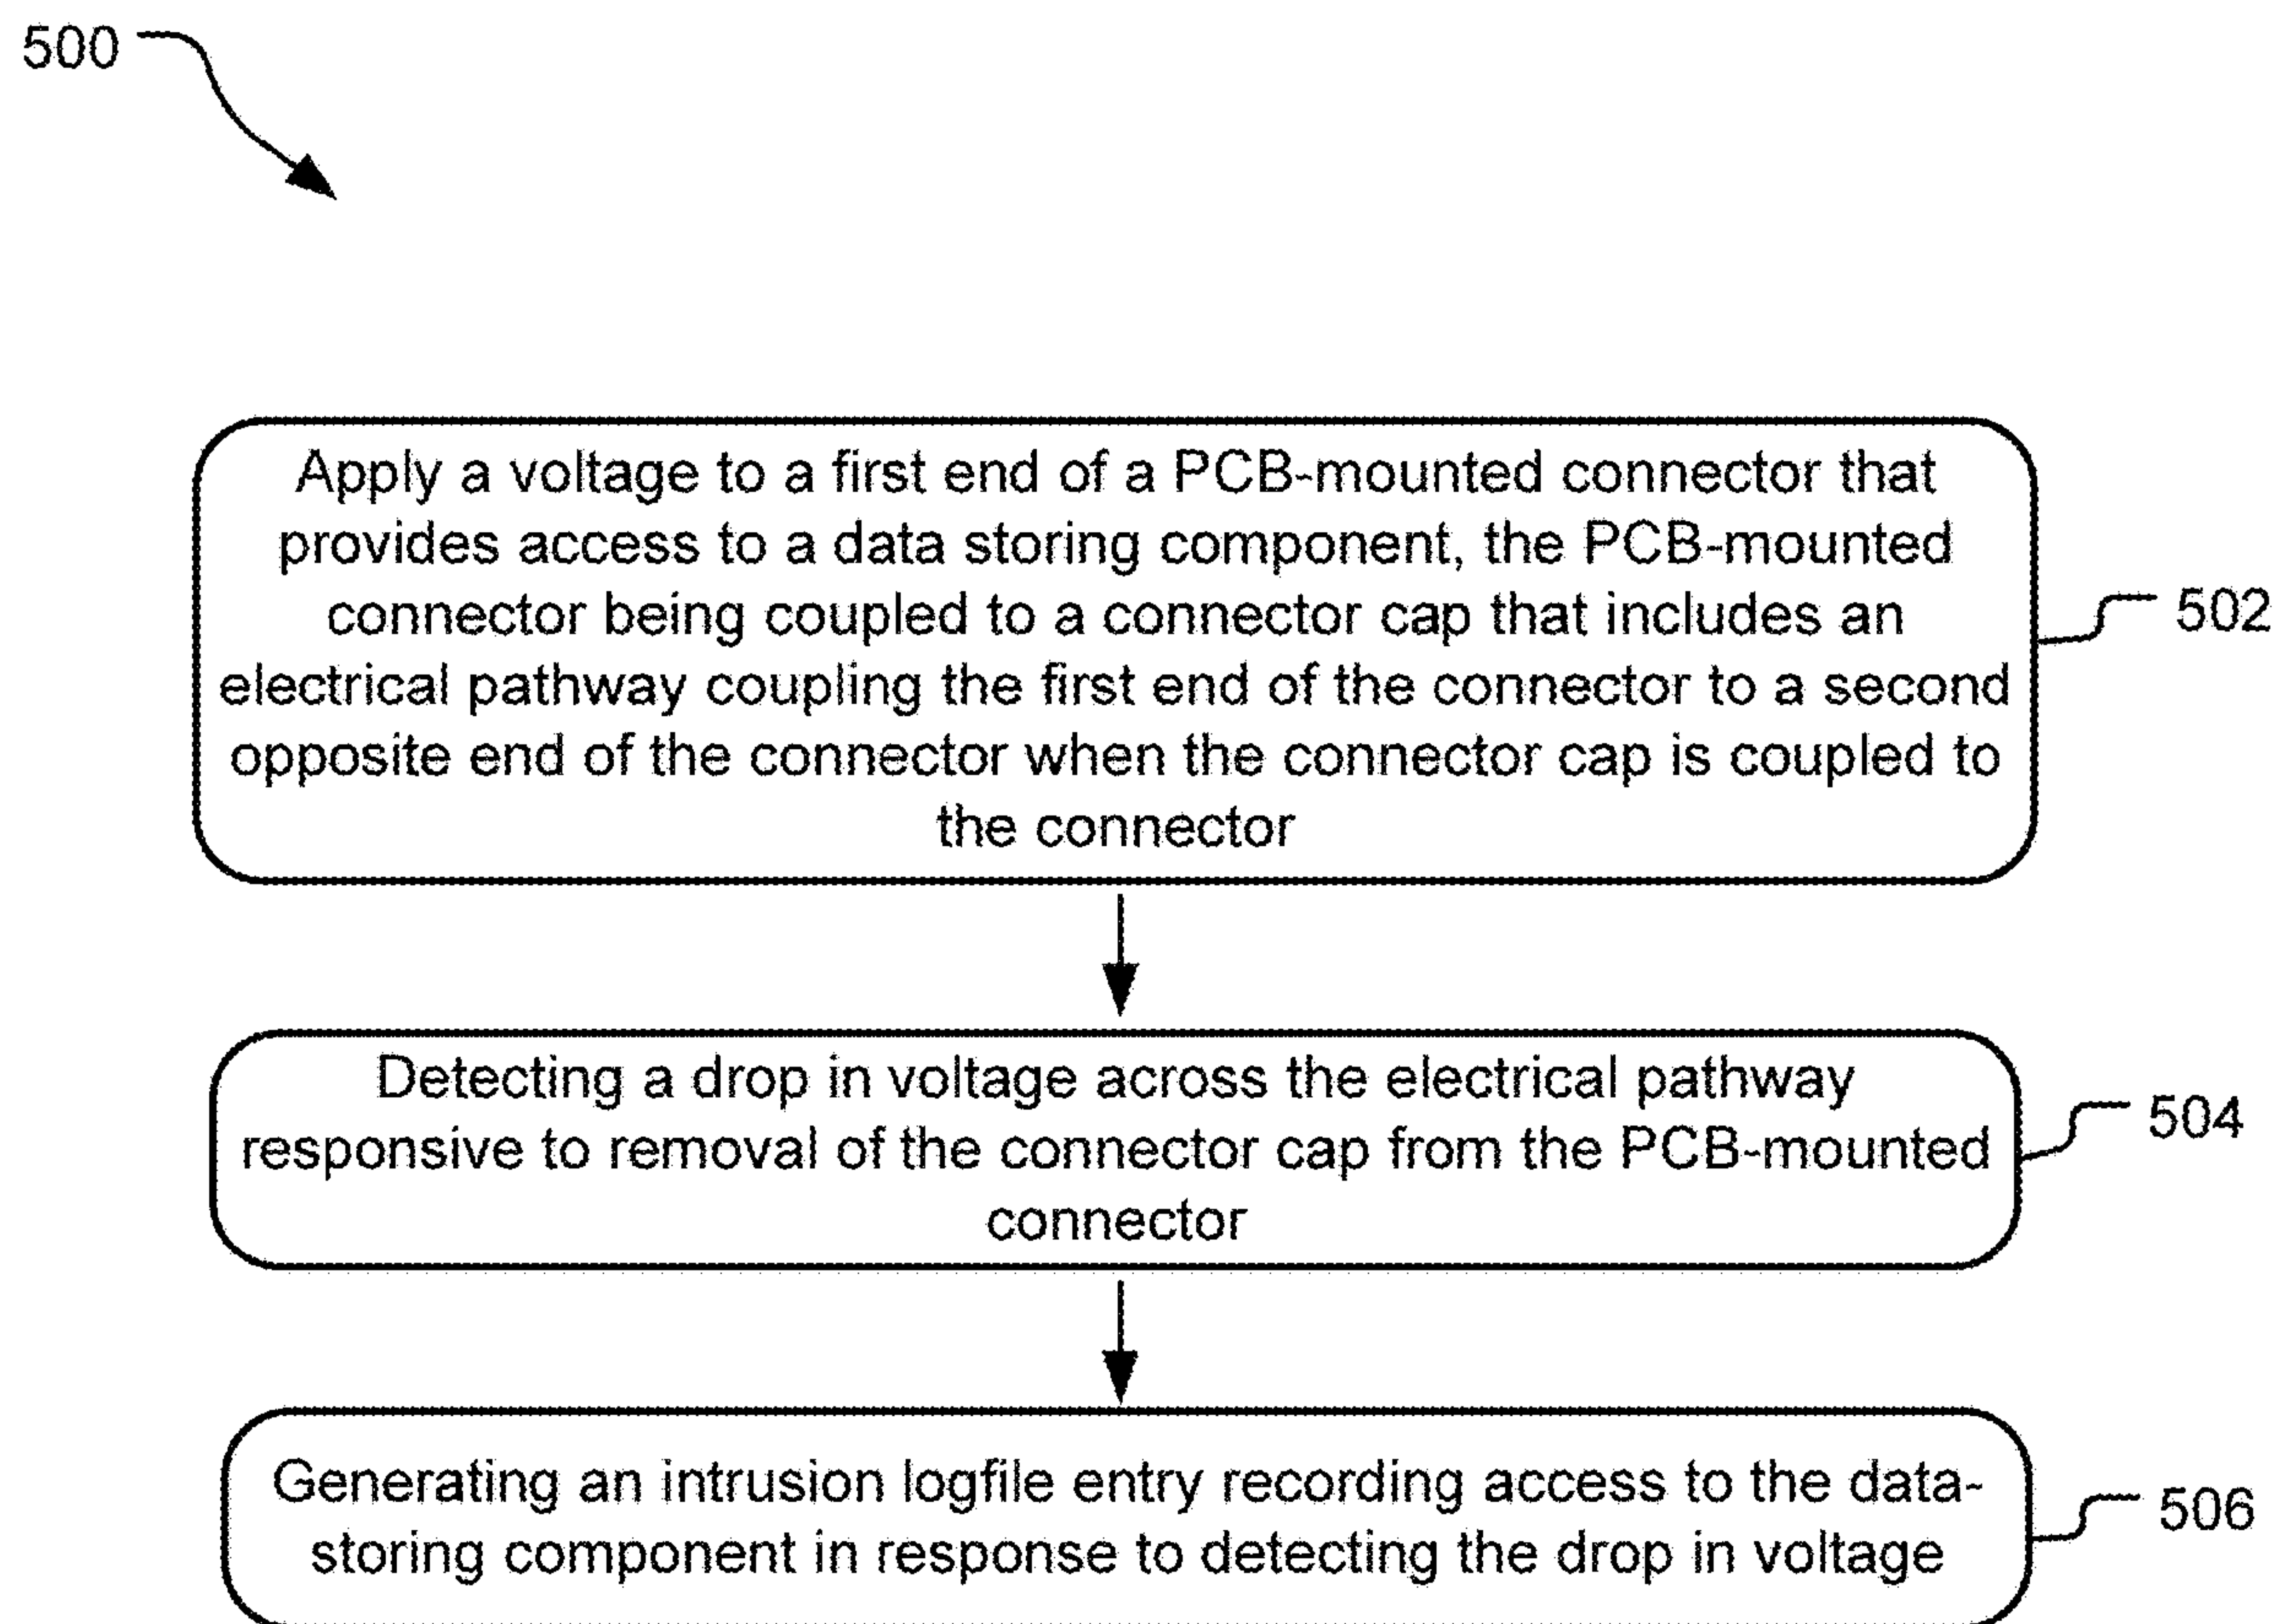 500
Apply a voltage to a first end of a PCB-mounted connector that
provides access to a data storing component, the PCB-mounted
connector being coupled to a connector cap that includes an
electrical pathway coupling the first end of the connector to a second
opposite end of the connector when the connector cap is coupled to
the connector
502
Detecting a drop in voltage across the electrical pathway
responsive to removal of the connector cap from the PCB-mounted
connector
504
Generating an intrusion logfile entry recording access to the data-
storing component in response to detecting the drop in voltage
506